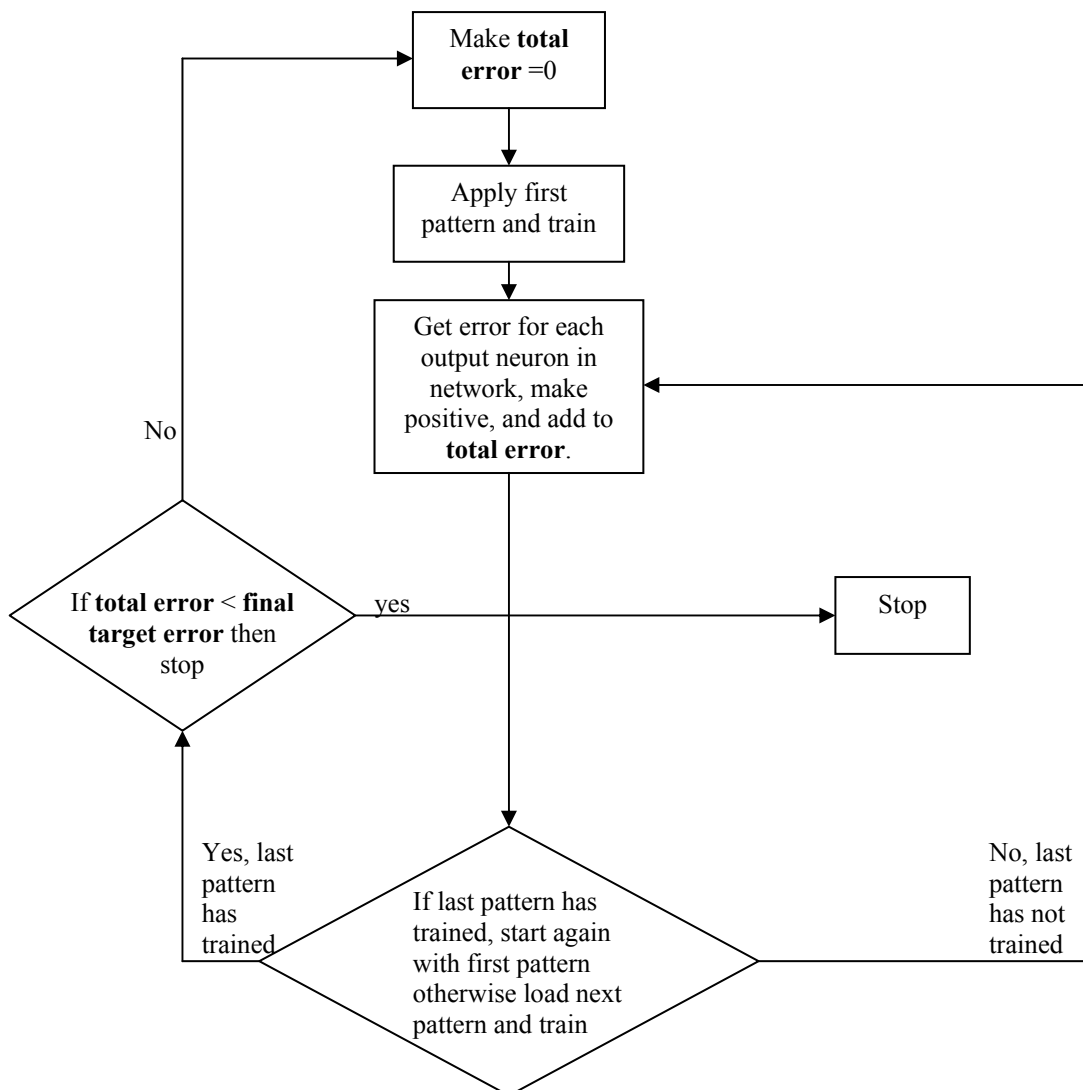 Make total
error =0
Apply first
pattern and train
Get error for each
output neuron in
network, make
positive, and add to
total error.
No
If total error < final
target error then
stop
yes
Stop
Yes, last
pattern
has
trained
If last pattern has
trained, start again
with first pattern
otherwise load next
pattern and train
No, last
pattern
has not
trained